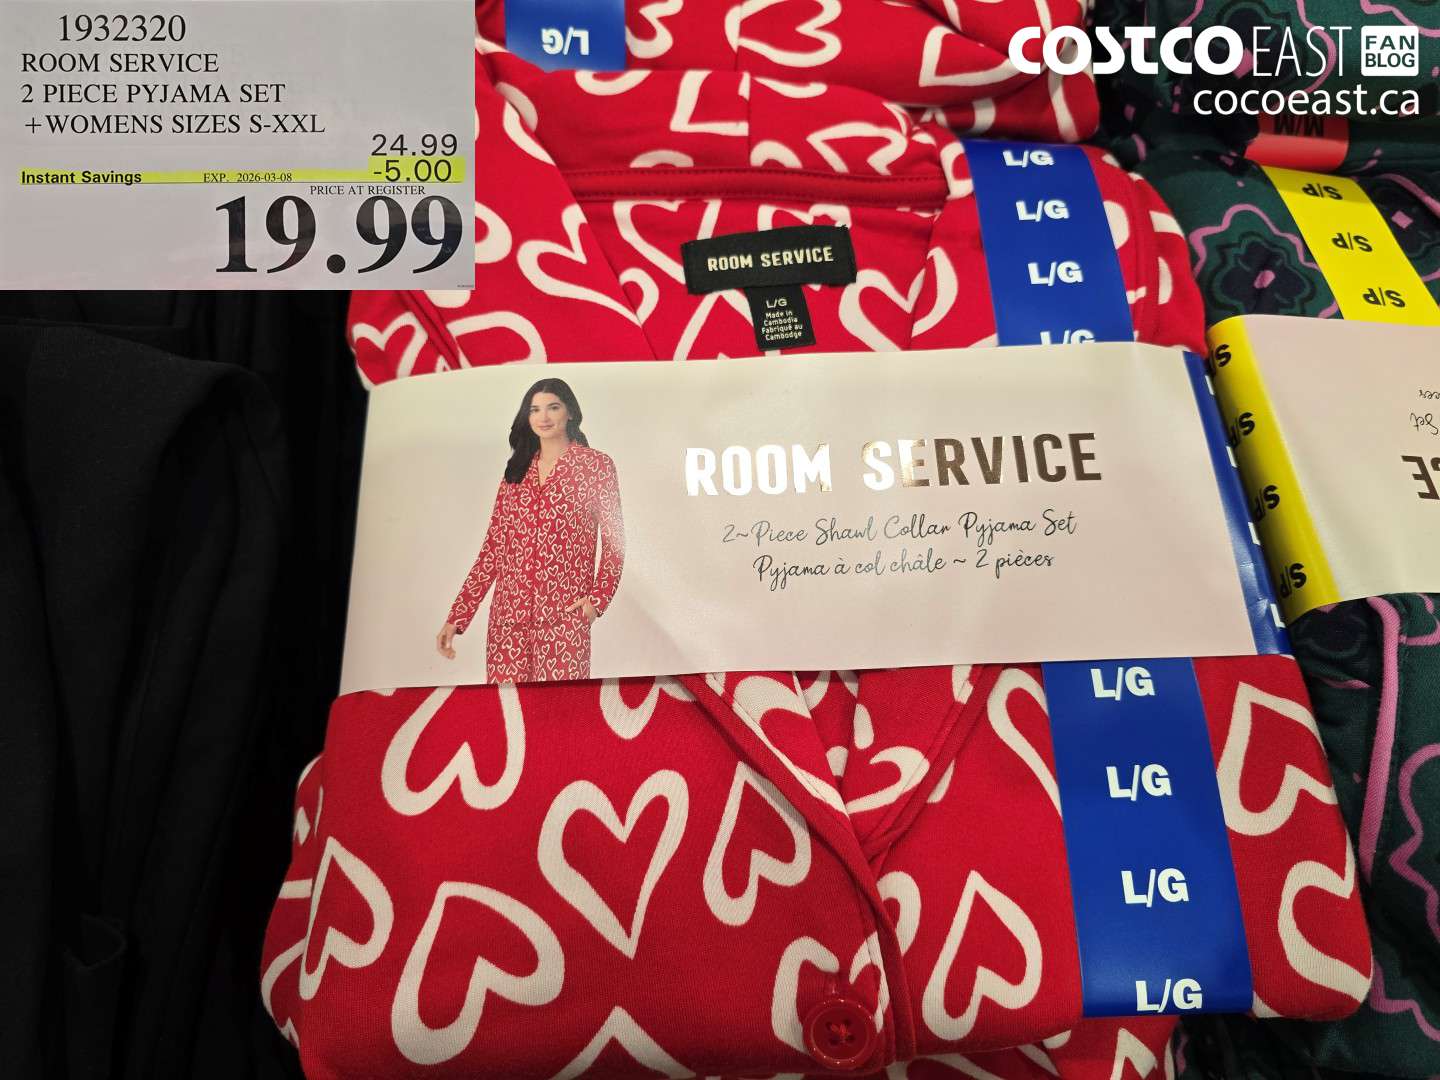 1932320
ROOM SERVICE
2 PIECE PYJAMA SET
+WOMENS SIZES S-XXL
24.99
Instant Savings EXP. 2026-03-08 -5.00
PRICE AT REGISTER
19.99
COSTCO EAST FAN BLOG
cocoeast.ca
L/G
M/M
L/G
L/G
L/G
L/G
S/P
S/P
S/P
ROOM SERVICE
L/G
Made in
Cambodia
Fabriqué au
Cambodge
ROOM SERVICE
2~Piece Shawl Collar Pyjama Set
Pyjama à col châle ~ 2 pièces
S/P
S/P
S/P
Set
L/G
L/G
L/G
L/G